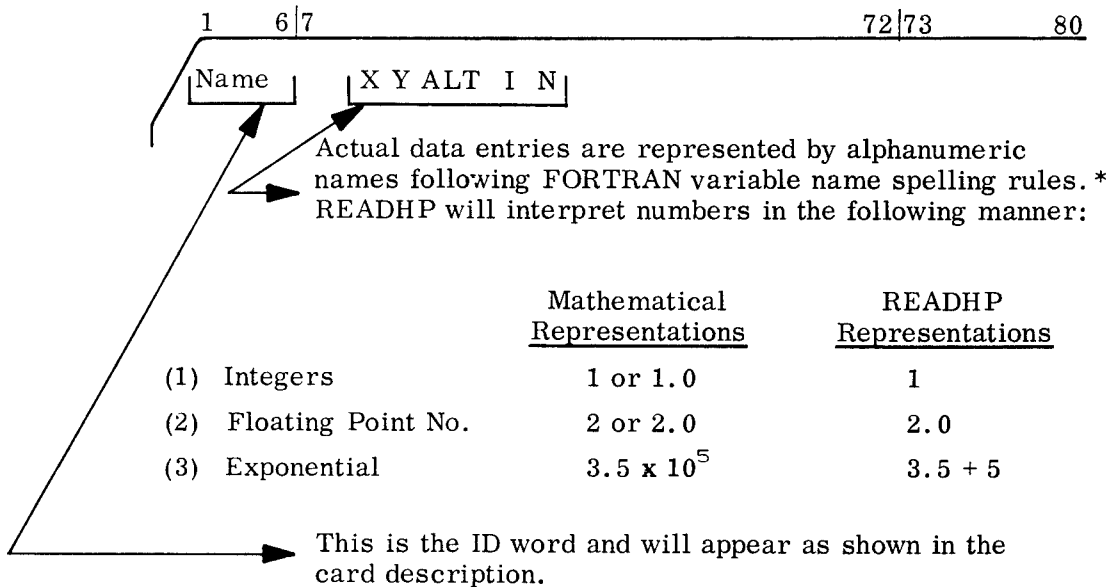 1 6 7 72 73 80
Name X Y ALT I N
Actual data entries are represented by alphanumeric
names following FORTRAN variable name spelling rules. *
READHP will interpret numbers in the following manner:
Mathematical READHP
Representations Representations
(1) Integers 1 or 1.0 1
(2) Floating Point No. 2 or 2.0 2.0
(3) Exponential 3.5 x 10⁵ 3.5 + 5
This is the ID word and will appear as shown in the
card description.